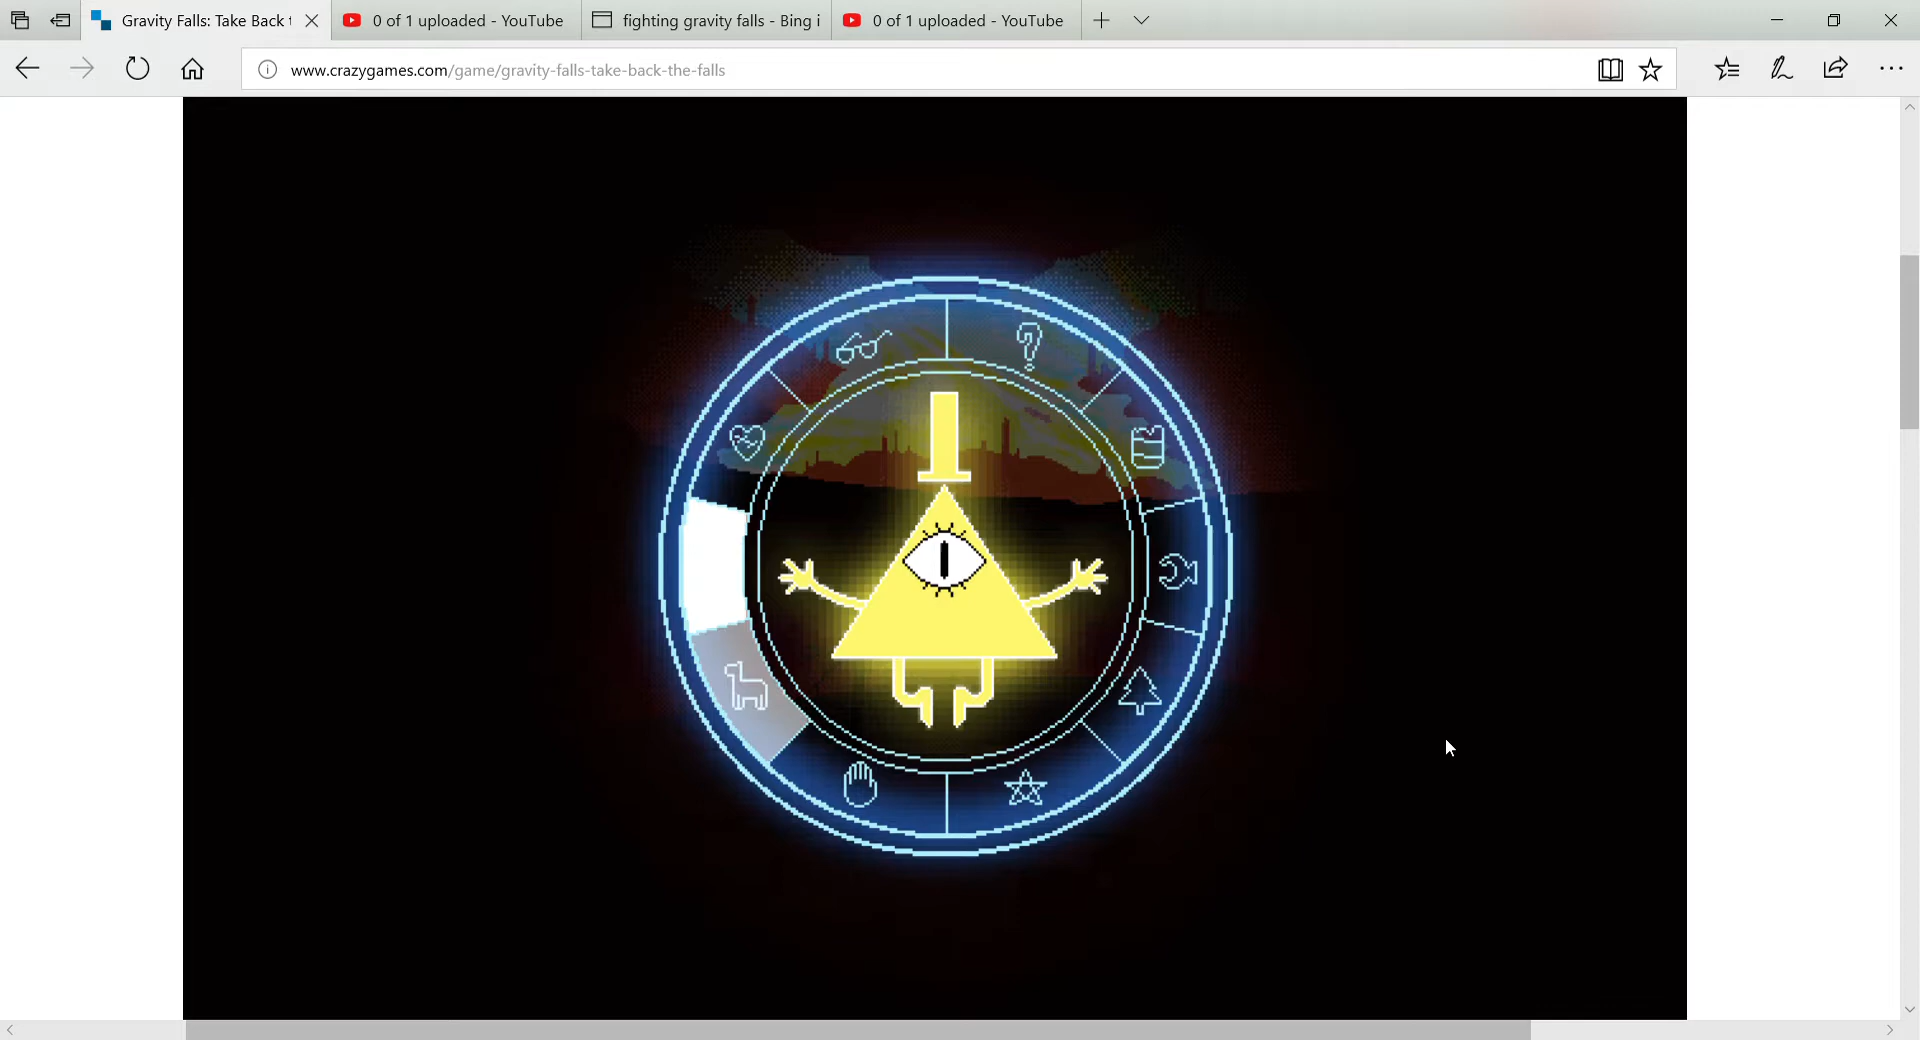 Gravity Falls: Take Back t
0 of 1 uploaded - YouTube
fighting gravity falls - Bing i
0 of 1 uploaded - YouTube
www.crazygames.com/game/gravity-falls-take-back-the-falls
?